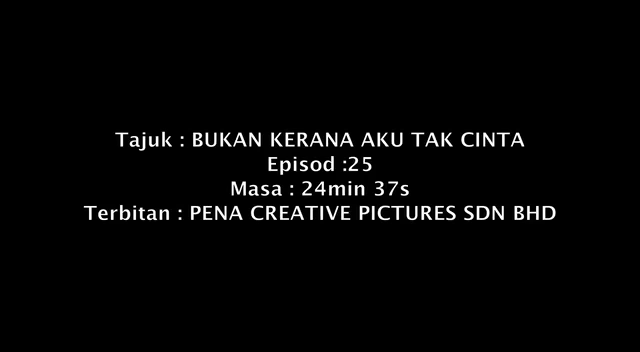 Tajuk : BUKAN KERANA AKU TAK CINTA
Episod :25
Masa : 24min 37s
Terbitan : PENA CREATIVE PICTURES SDN BHD